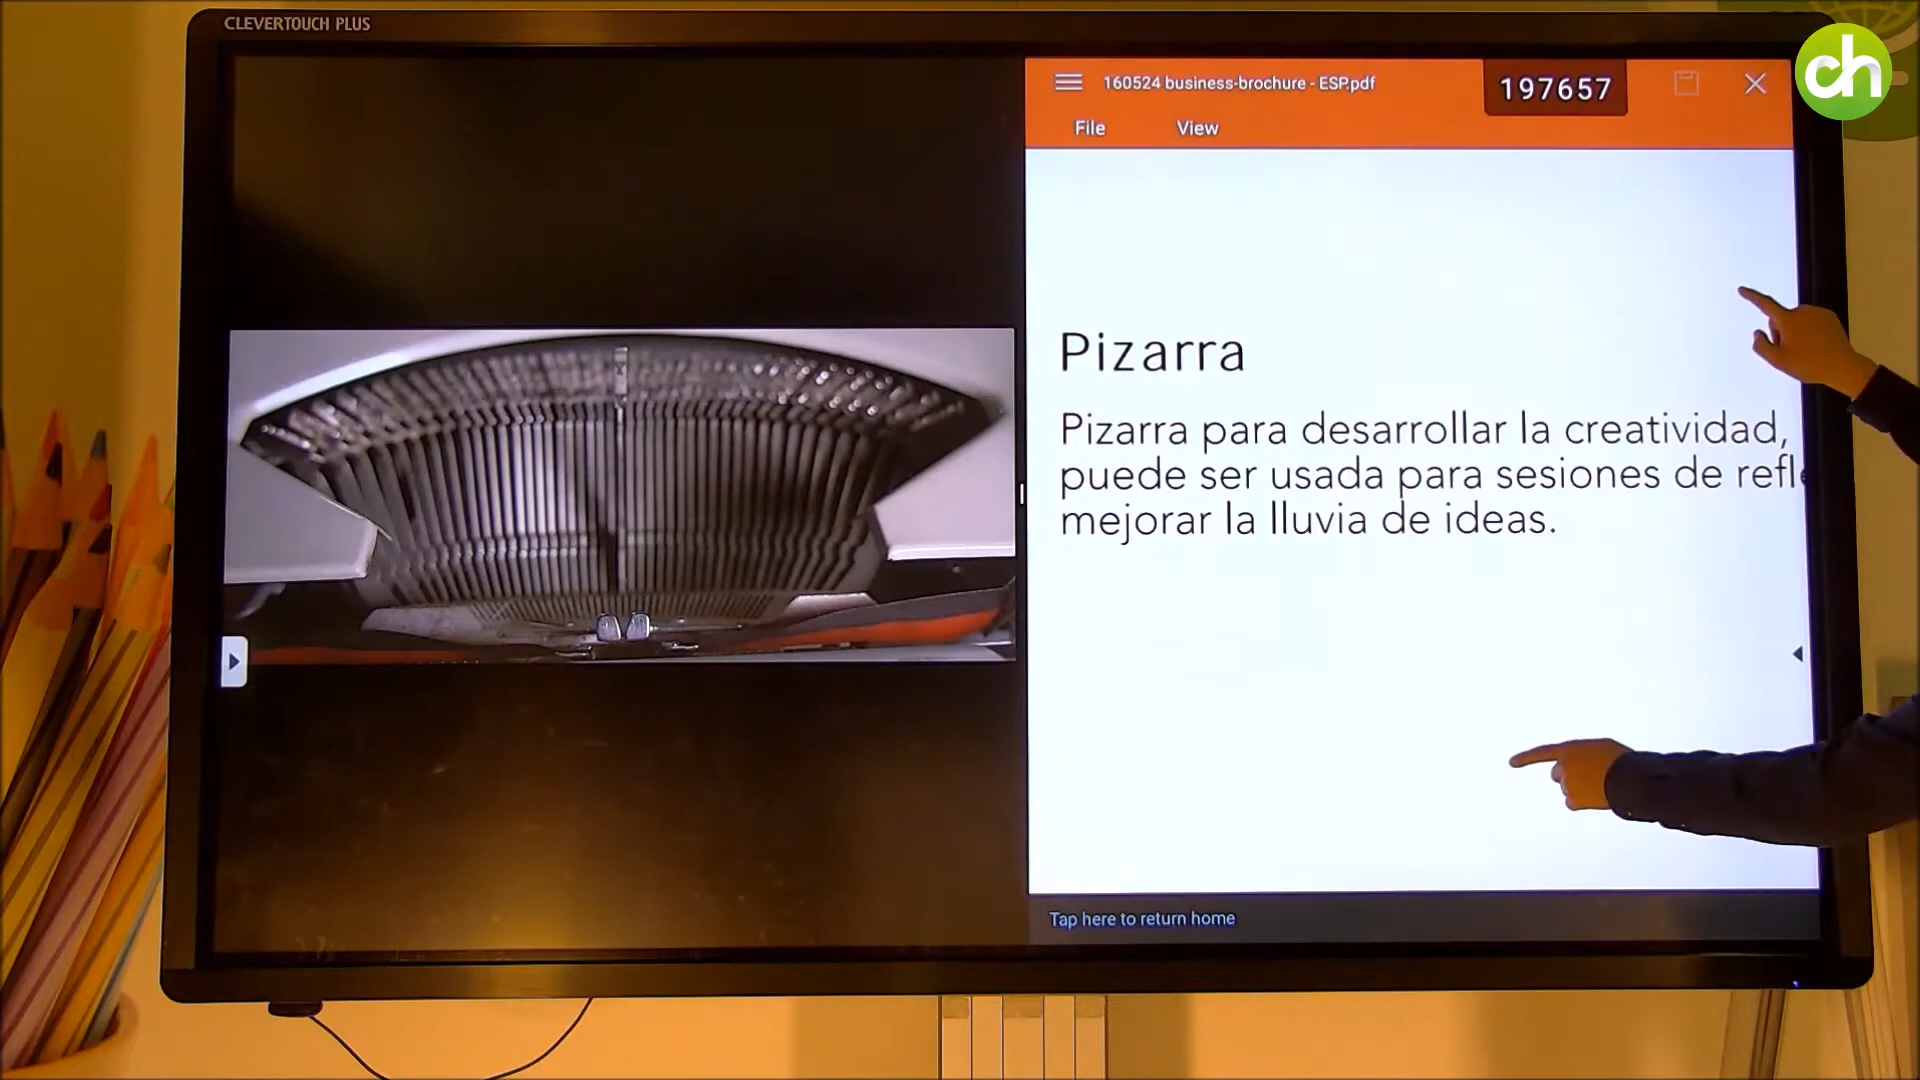 CLEVERTOUCH PLUS
ch
160524 business-brochure - ESP.pdf
197657
File
View
Pizarra
Pizarra para desarrollar la creatividad,
puede ser usada para sesiones de
mejorar la lluvia de ideas.
Tap here to return home